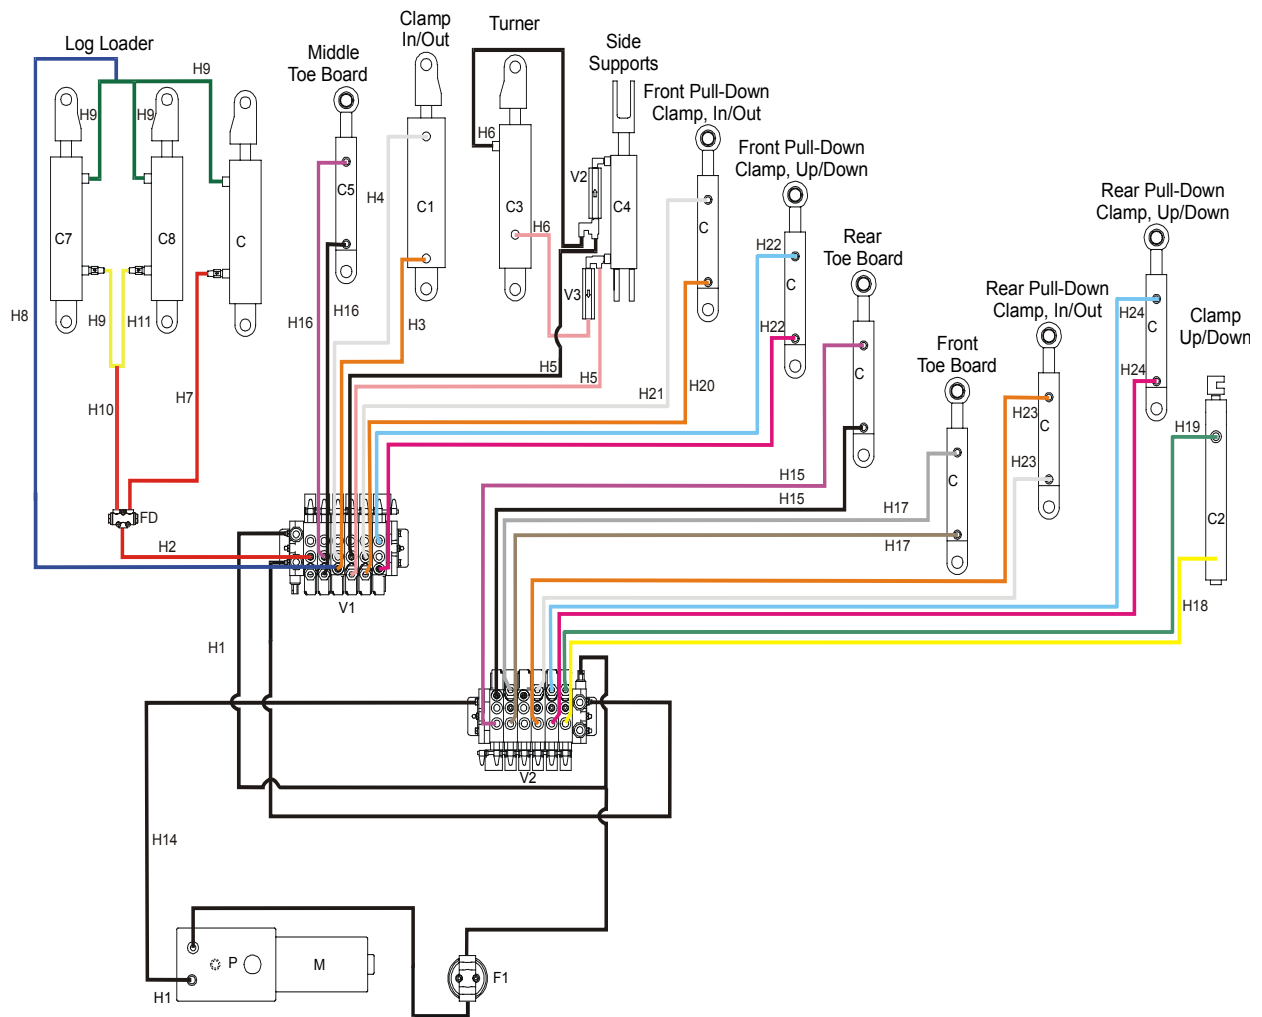 Log Loader
Middle
Toe Board
Clamp
In/Out
Turner
Side
Supports
Front Pull-Down
Clamp, In/Out
Front Pull-Down
Clamp, Up/Down
Rear
Toe Board
Rear Pull-Down
Clamp, Up/Down
Rear Pull-Down
Clamp, In/Out
Front
Toe Board
Clamp
Up/Down
H9
H9
H9
H6
V2
C5
H4
C1
C3
H6
C4
C
C7
C8
C
V3
H22
C
H8
H9
H11
H16
H16
H3
H5
H5
H21
H20
H22
C
H24
C
H24
H10
H7
H23
C
H23
C
H19
C2
H15
H15
H17
H17
FD
H2
V1
H18
H1
V2
H14
P
M
F1
H1